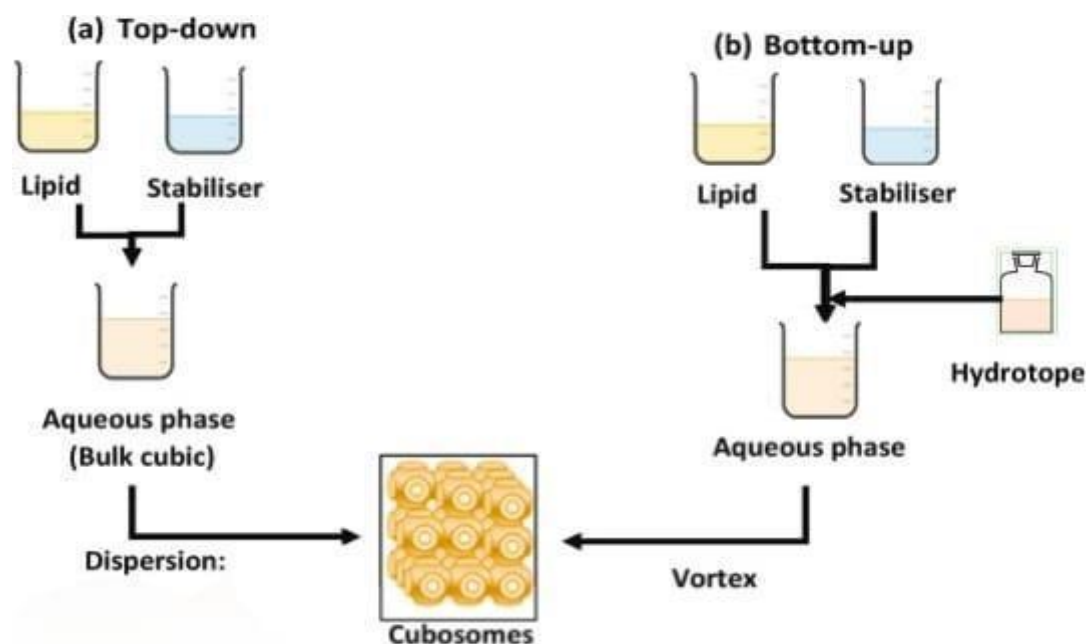 (a) Top-down
Lipid
Stabiliser
Aqueous phase
(Bulk cubic)
Dispersion:
(b) Bottom-up
Lipid
Stabiliser
Hydrotope
Aqueous phase
Vortex
Cubosomes